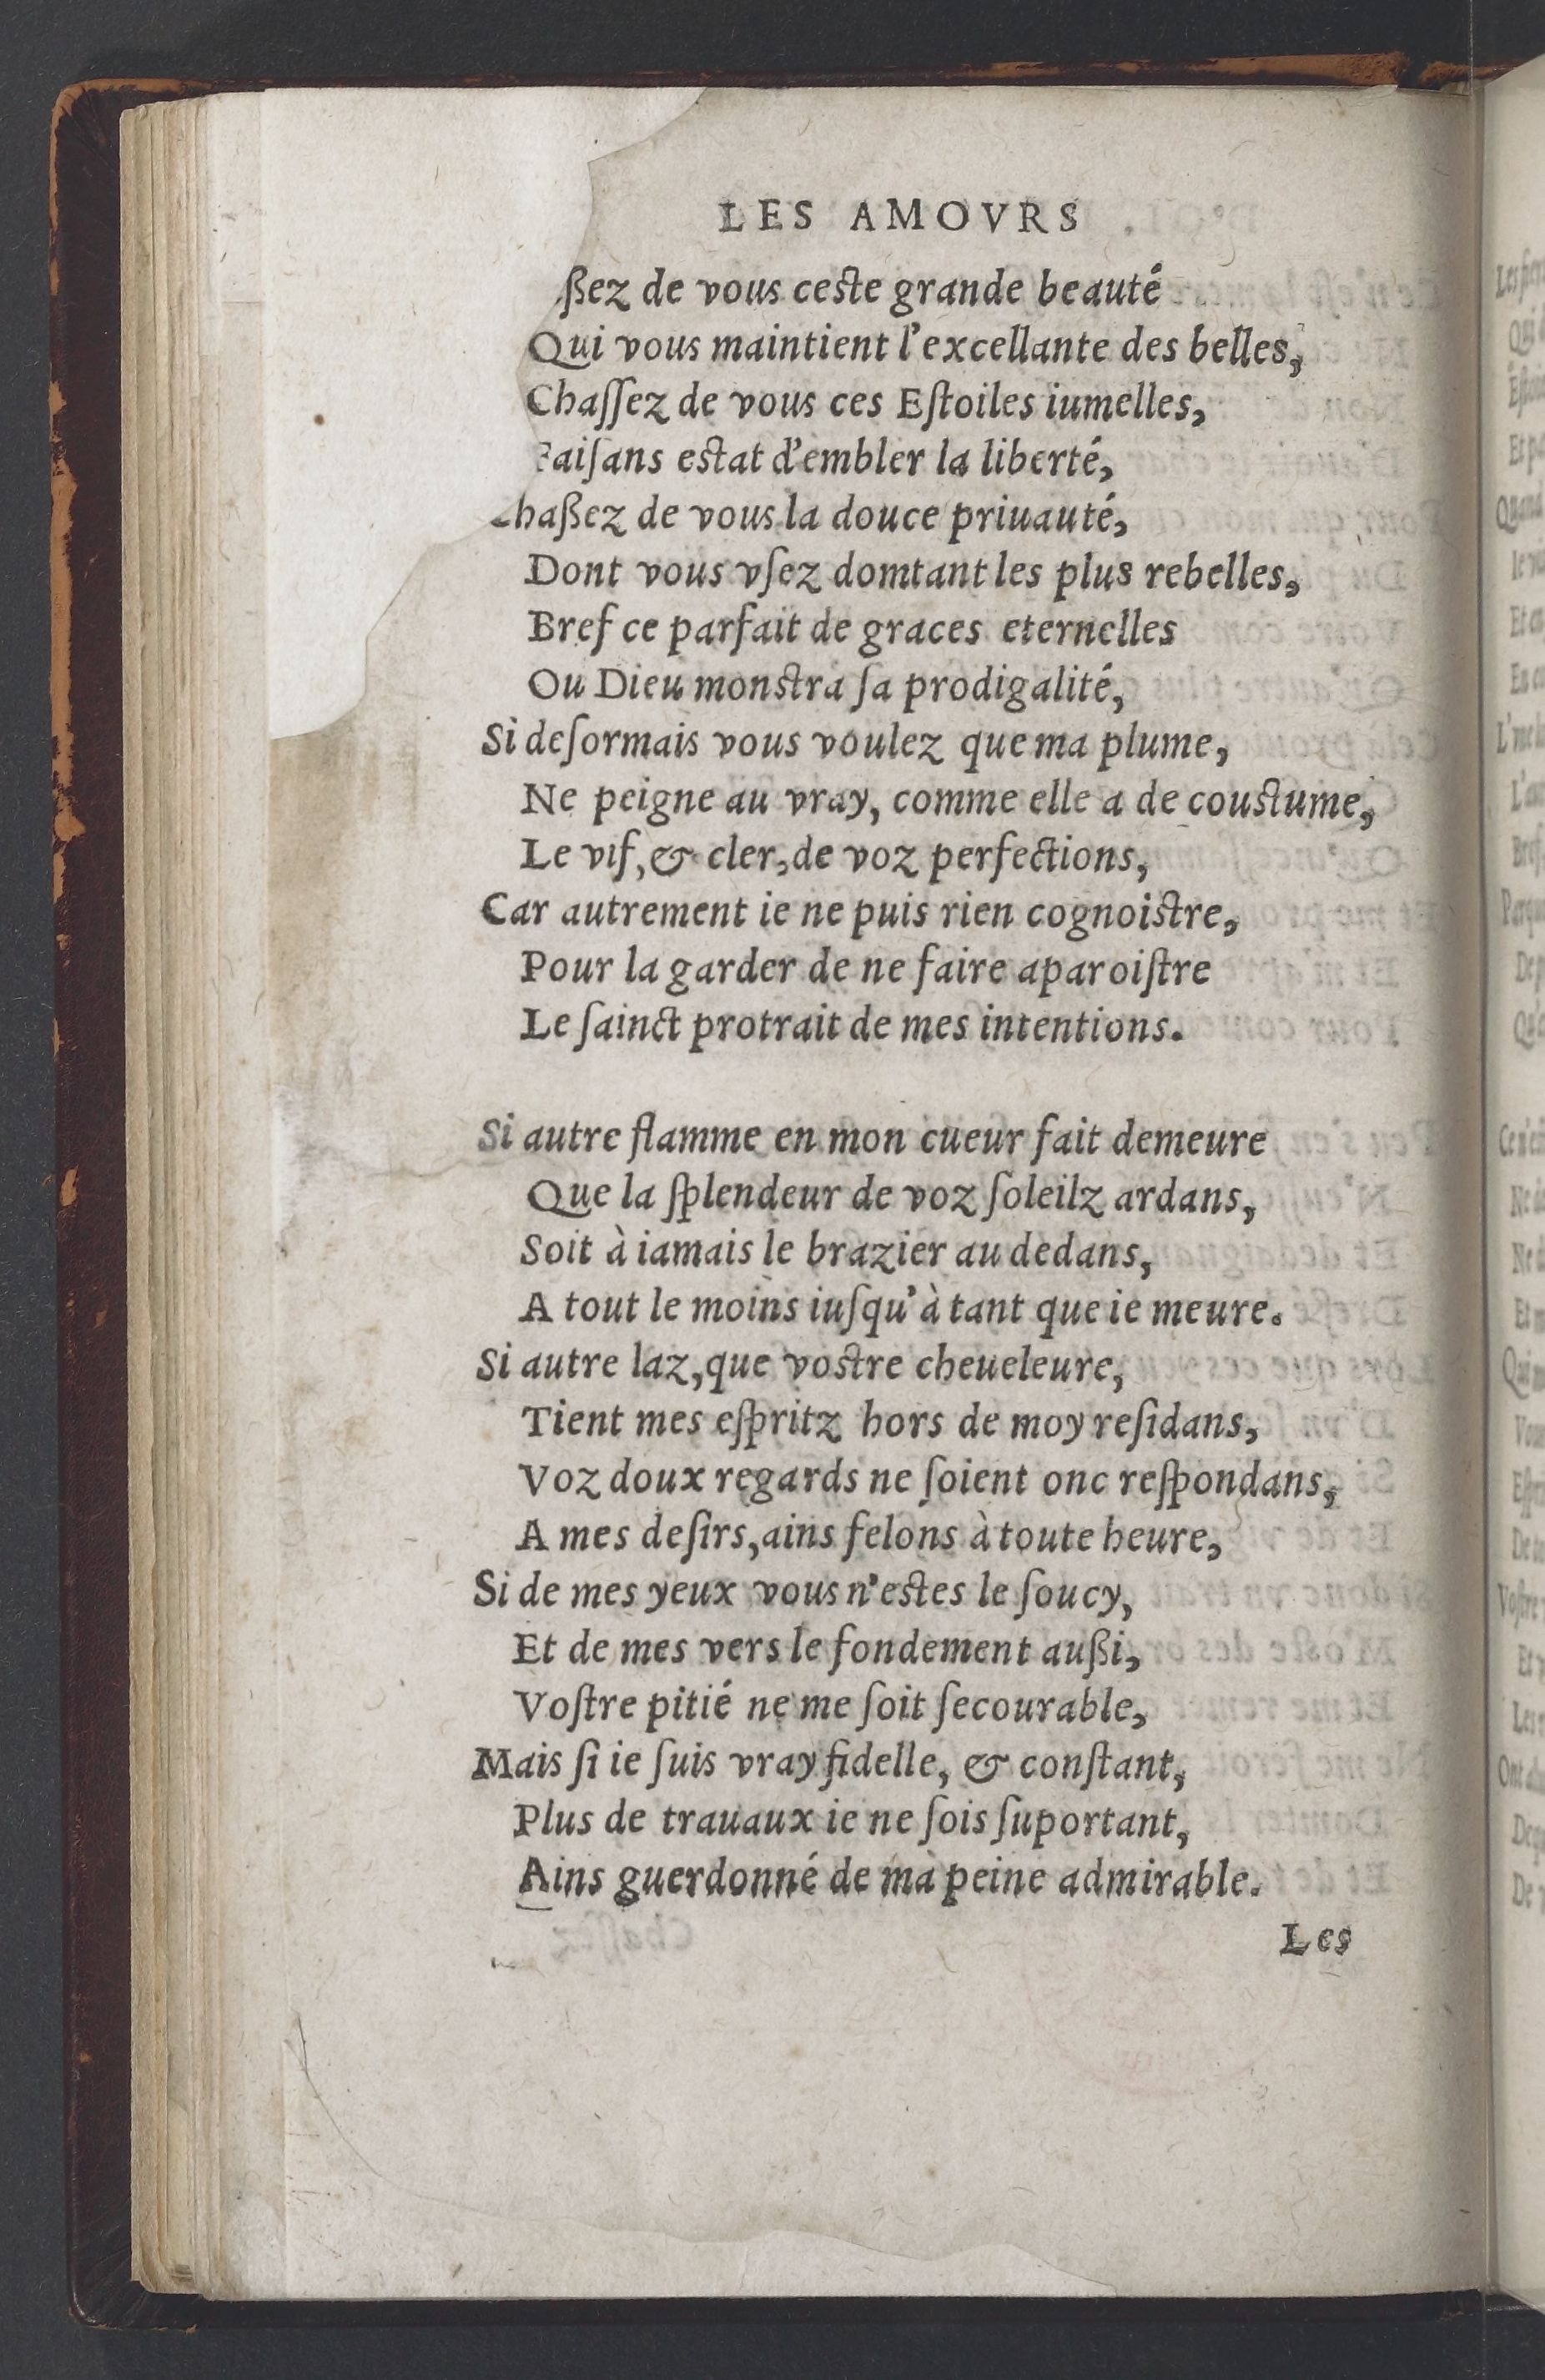 LES AMOVRS
ßez de vous ceste grande beauté
Qui vous maintient l'excellante des belles,
Chaſſez de vous ces Eſtoiles iumelles,
Faiſans estat d'embler la liberté,
Chaßez de vous la douce priuauté,
Dont vous vſez domtant les plus rebelles,
Bref ce parfait de graces eternelles
Ou Dieu monstra ſa prodigalité,
Si deſormais vous voulez que ma plume,
Ne peigne au vray, comme elle a de coustume,
Le vif, & cler, de voz perfections,
Car autrement ie ne puis rien cognoistre,
Pour la garder de ne faire aparoiſtre
Le ſainct protrait de mes intentions.

Si autre flamme en mon cueur fait demeure
Que la ſplendeur de voz ſoleilz ardans,
Soit à iamais le brazier au dedans,
A tout le moins iuſqu'à tant que ie meure.
Si autre laz, que vostre cheueleure,
Tient mes eſpritz hors de moy reſidans,
Voz doux regards ne ſoient onc reſpondans,
A mes deſirs, ains felons à toute heure,
Si de mes yeux vous n'estes le ſoucy,
Et de mes vers le fondement außi,
Voſtre pitié ne me ſoit ſecourable,
Mais ſi ie ſuis vray fidelle, & conſtant,
Plus de trauaux ie ne ſois ſuportant,
Ains guerdonné de ma peine admirable.
Les